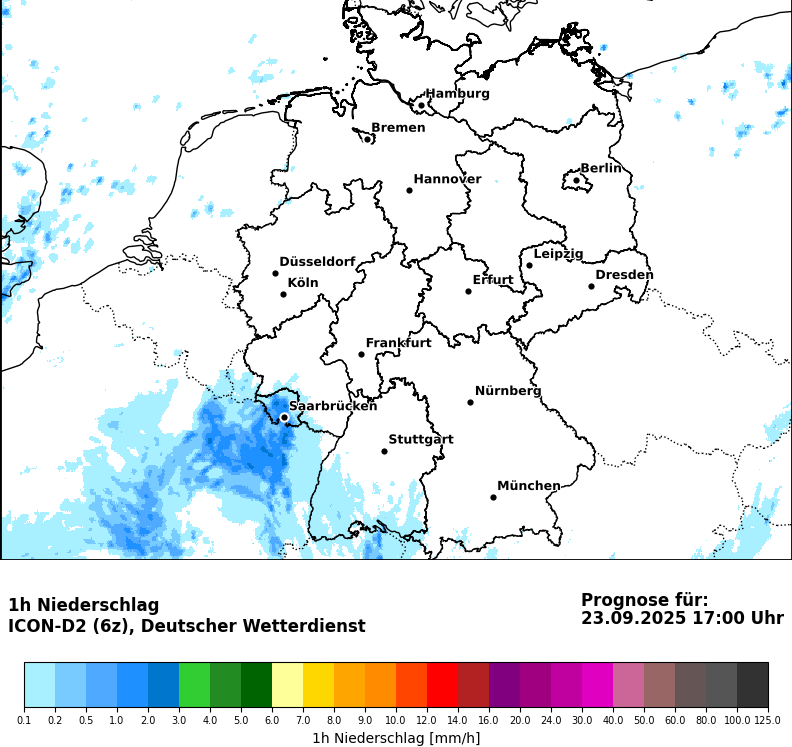 Hamburg
Bremen
Berlin
Hannover
Leipzig
Düsseldorf
Dresden
Köln
Erfurt
Frankfurt
Nürnberg
Saarbrücken
Stuttgart
München
1h Niederschlag
ICON-D2 (6z), Deutscher Wetterdienst
Prognose für:
23.09.2025 17:00 Uhr
0.1 0.2 0.5 1.0 2.0 3.0 4.0 5.0 6.0 7.0 8.0 9.0 10.0 12.0 14.0 16.0 20.0 24.0 30.0 40.0 50.0 60.0 80.0 100.0 125.0
1h Niederschlag [mm/h]